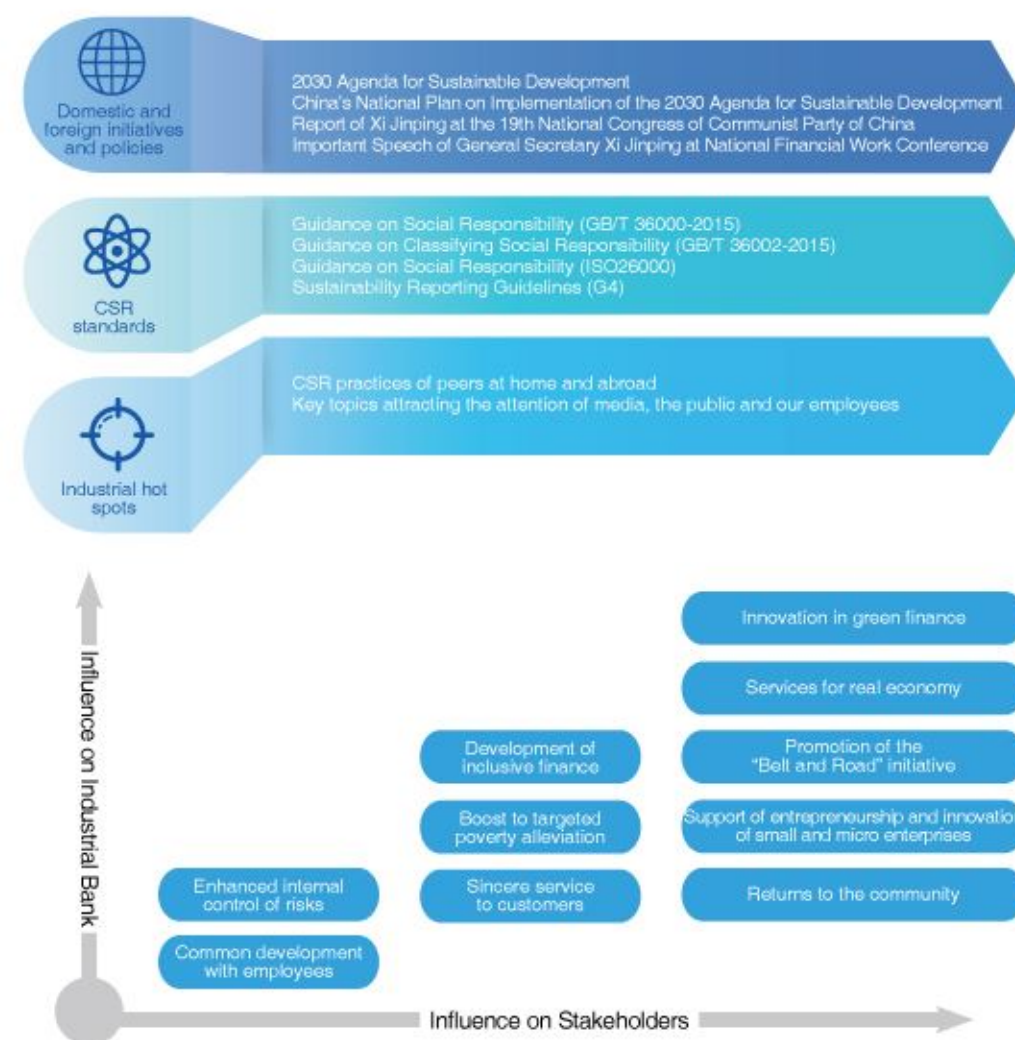 Domestic and
foreign initiatives
and policies
2030 Agenda for Sustainable Development
China's National Plan on Implementation of the 2030 Agenda for Sustainable Development
Report of Xi Jinping at the 19th National Congress of Communist Party of China
Important Speech of General Secretary Xi Jinping at National Financial Work Conference
CSR
standards
Guidance on Social Responsibility (GB/T 36000-2015)
Guidance on Classifying Social Responsibility (GB/T 36002-2015)
Guidance on Social Responsibility (ISO26000)
Sustainability Reporting Guidelines (G4)
Industrial hot
spots
CSR practices of peers at home and abroad
Key topics attracting the attention of media, the public and our employees
Influence on Industrial Bank
Innovation in green finance
Services for real economy
Development of
inclusive finance
Promotion of the
"Belt and Road" initiative
Boost to targeted
poverty alleviation
Support of entrepreneurship and innovatio
of small and micro enterprises
Enhanced internal
control of risks
Sincere service
to customers
Returns to the community
Common development
with employees
Influence on Stakeholders